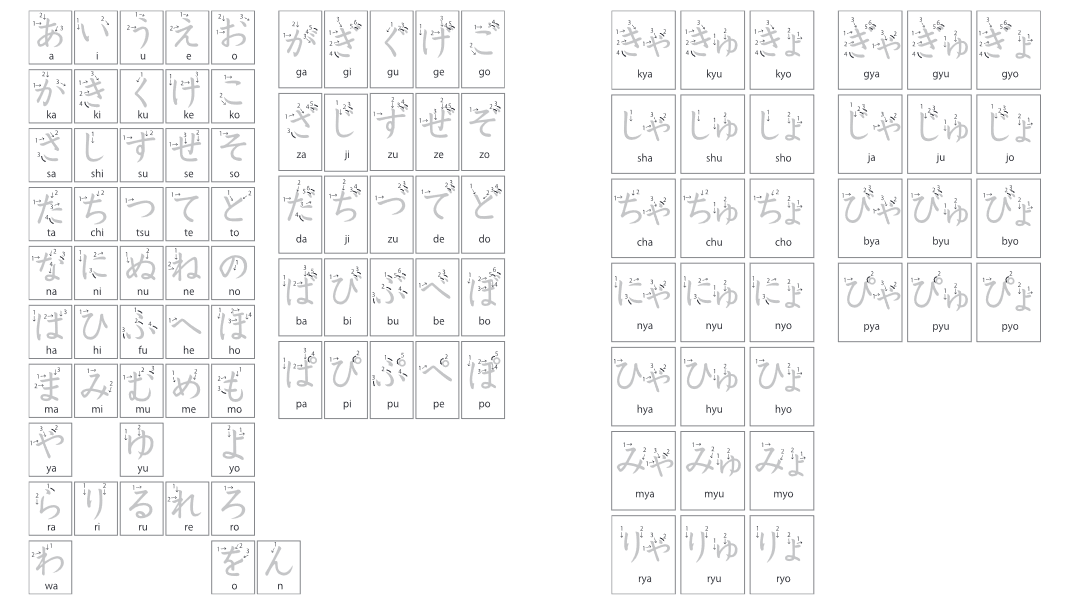 あ い う え お
a i u e o
か き く け こ
ka ki ku ke ko
さ し す せ そ
sa shi su se so
た ち つ て と
ta chi tsu te to
な に ぬ ね の
na ni nu ne no
は ひ ふ へ ほ
ha hi fu he ho
ま み む め も
ma mi mu me mo
や ゆ よ
ya yu yo
ら り る れ ろ
ra ri ru re ro
わ を ん
wa o n
が ぎ ぐ げ ご
ga gi gu ge go
ざ じ ず ぜ ぞ
za ji zu ze zo
だ ぢ づ で ど
da ji zu de do
ば び ぶ べ ぼ
ba bi bu be bo
ぱ ぴ ぷ ぺ ぽ
pa pi pu pe po
きゃ きゅ きょ
kya kyu kyo
しゃ しゅ しょ
sha shu sho
ちゃ ちゅ ちょ
cha chu cho
にゃ にゅ にょ
nya nyu nyo
ひゃ ひゅ ひょ
hya hyu hyo
みゃ みゅ みょ
mya myu myo
りゃ りゅ りょ
rya ryu ryo
ぎゃ ぎゅ ぎょ
gya gyu gyo
じゃ じゅ じょ
ja ju jo
びゃ びゅ びょ
bya byu byo
ぴゃ ぴゅ ぴょ
pya pyu pyo